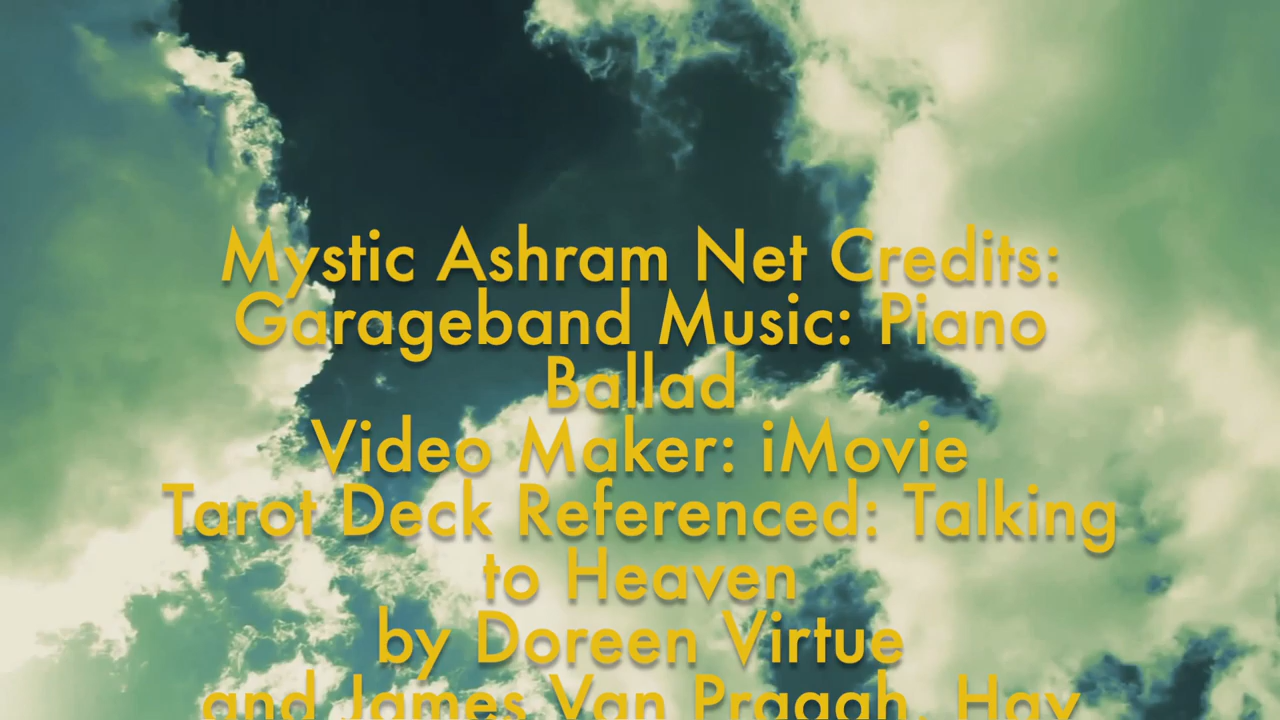 Mystic Ashram Net Credits:
Garageband Music: Piano
Ballad
Video Maker: iMovie
Tarot Deck Referenced: Talking
to Heaven
by Doreen Virtue
and James Van Praagh, Hay